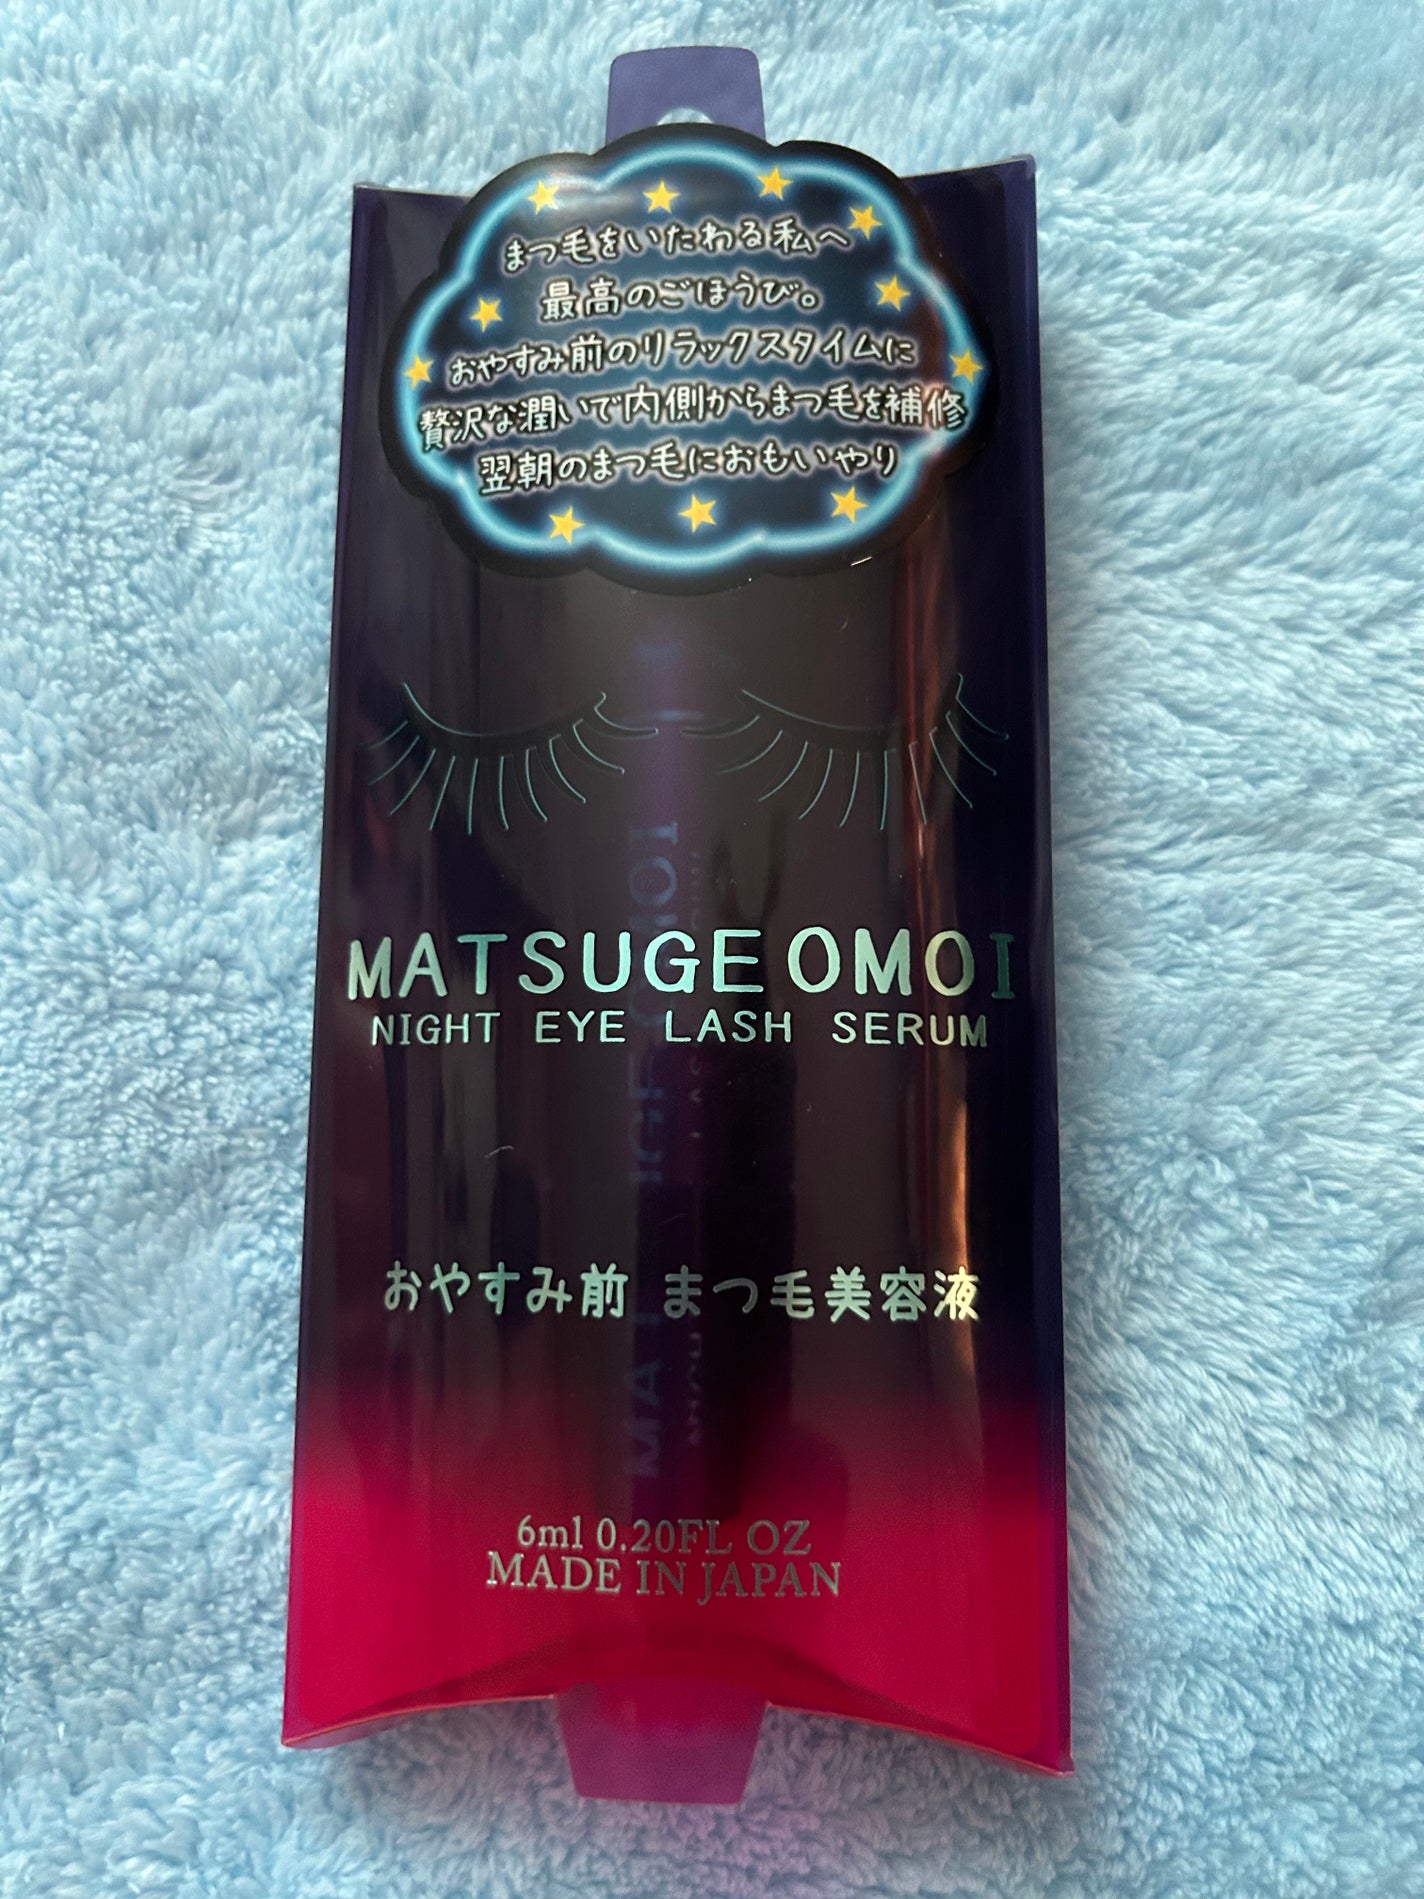 まつ毛をいたわる私へ
最高のごほうび。
おやすみ前のリラックスタイムに
贅沢な潤いで内側からまつ毛を補修
翌朝のまつ毛におもいやり
MATSUGE OMOI
NIGHT EYE LASH SERUM
おやすみ前 まつ毛美容液
6ml 0.20FL OZ
MADE IN JAPAN